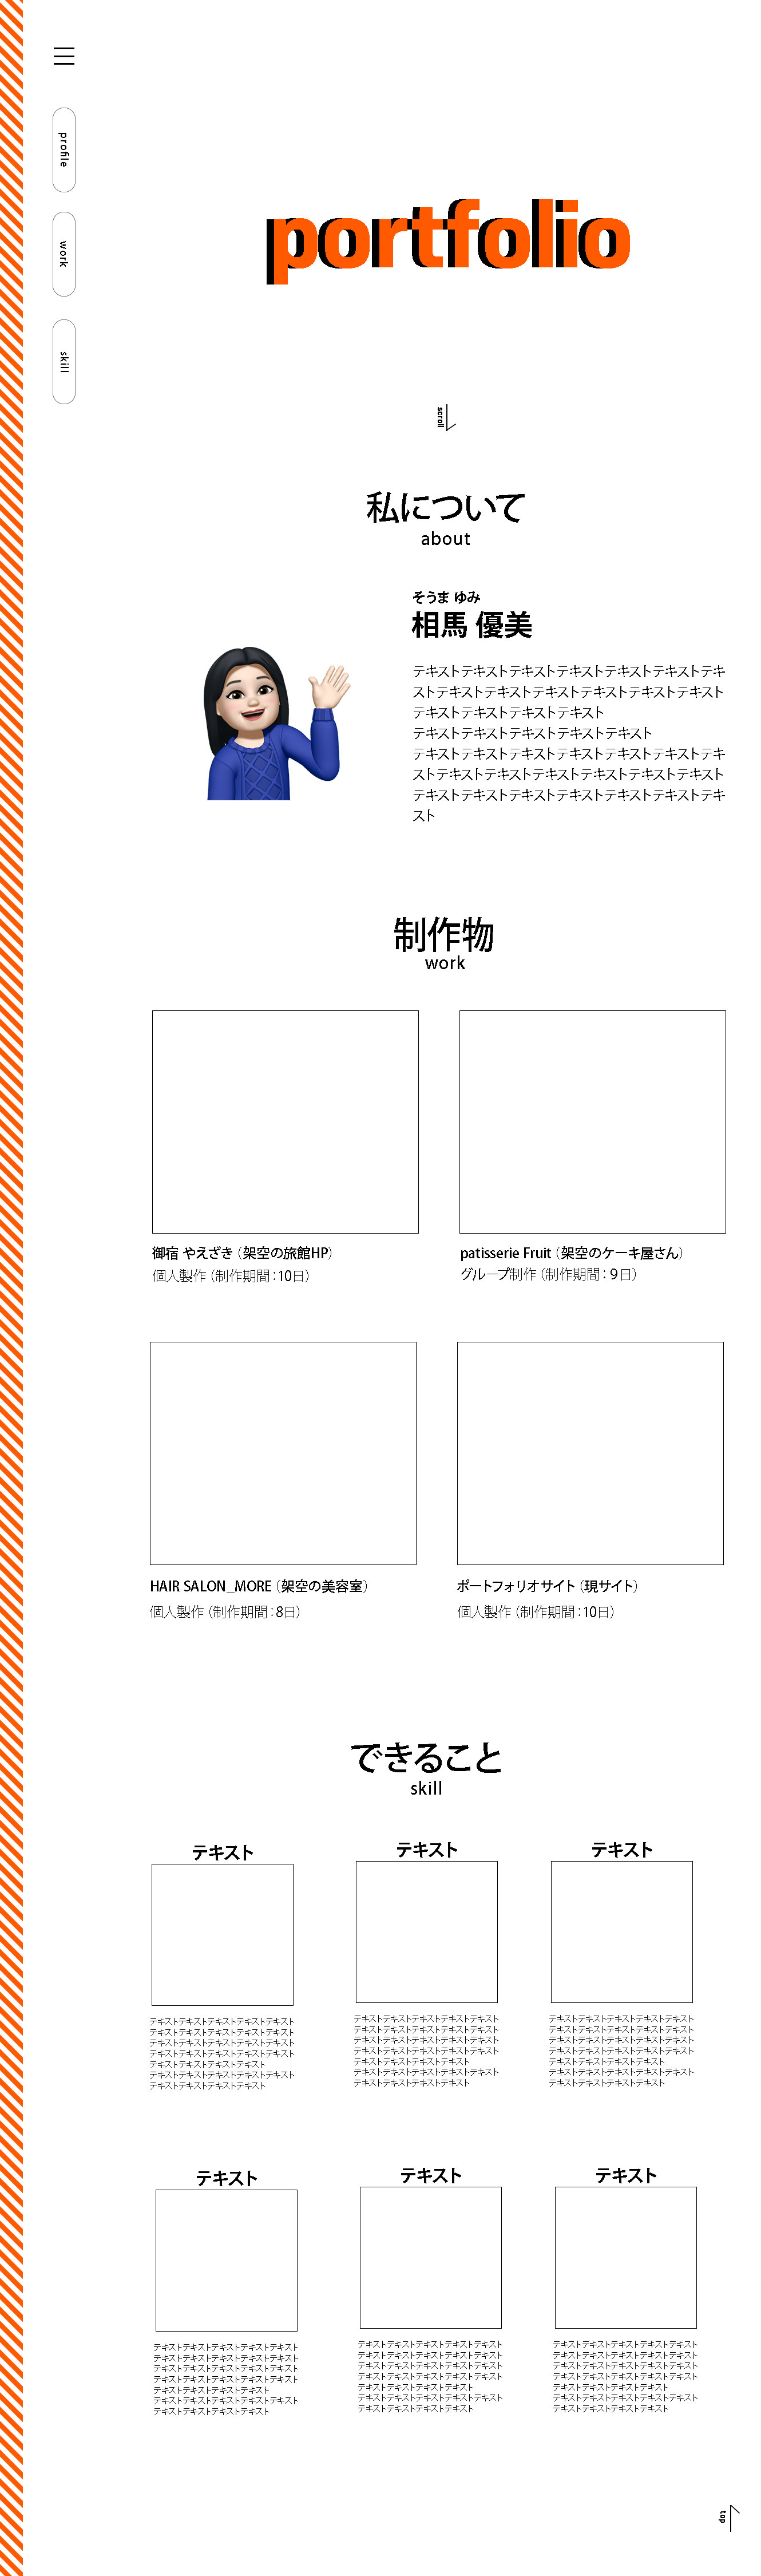 profile
work
skill
portfolio
scroll
私について
about
そうま ゆみ
相馬 優美
テキストテキストテキストテキストテキストテキストテキ
ストテキストテキストテキストテキストテキストテキスト
テキストテキストテキストテキスト
テキストテキストテキストテキストテキスト
テキストテキストテキストテキストテキストテキストテキ
ストテキストテキストテキストテキストテキストテキスト
テキストテキストテキストテキストテキストテキストテキ
スト
制作物
work
御宿 やえざき（架空の旅館HP）
個人製作（制作期間：10日）
patisserie Fruit（架空のケーキ屋さん）
グループ制作（制作期間：９日）
HAIR SALON_MORE（架空の美容室）
個人製作（制作期間：8日）
ポートフォリオサイト（現サイト）
個人製作（制作期間：10日）
できること
skill
テキスト
テキストテキストテキストテキストテキスト
テキストテキストテキストテキストテキスト
テキストテキストテキストテキストテキスト
テキストテキストテキストテキストテキスト
テキストテキストテキストテキスト
テキストテキストテキストテキストテキスト
テキストテキストテキストテキスト
テキスト
テキストテキストテキストテキストテキスト
テキストテキストテキストテキストテキスト
テキストテキストテキストテキストテキスト
テキストテキストテキストテキストテキスト
テキストテキストテキストテキスト
テキストテキストテキストテキストテキスト
テキストテキストテキストテキスト
テキスト
テキストテキストテキストテキストテキスト
テキストテキストテキストテキストテキスト
テキストテキストテキストテキストテキスト
テキストテキストテキストテキストテキスト
テキストテキストテキストテキスト
テキストテキストテキストテキストテキスト
テキストテキストテキストテキスト
テキスト
テキストテキストテキストテキストテキスト
テキストテキストテキストテキストテキスト
テキストテキストテキストテキストテキスト
テキストテキストテキストテキストテキスト
テキストテキストテキストテキスト
テキストテキストテキストテキストテキスト
テキストテキストテキストテキスト
テキスト
テキストテキストテキストテキストテキスト
テキストテキストテキストテキストテキスト
テキストテキストテキストテキストテキスト
テキストテキストテキストテキストテキスト
テキストテキストテキストテキスト
テキストテキストテキストテキストテキスト
テキストテキストテキストテキスト
テキスト
テキストテキストテキストテキストテキスト
テキストテキストテキストテキストテキスト
テキストテキストテキストテキストテキスト
テキストテキストテキストテキストテキスト
テキストテキストテキストテキスト
テキストテキストテキストテキストテキスト
テキストテキストテキストテキスト
top